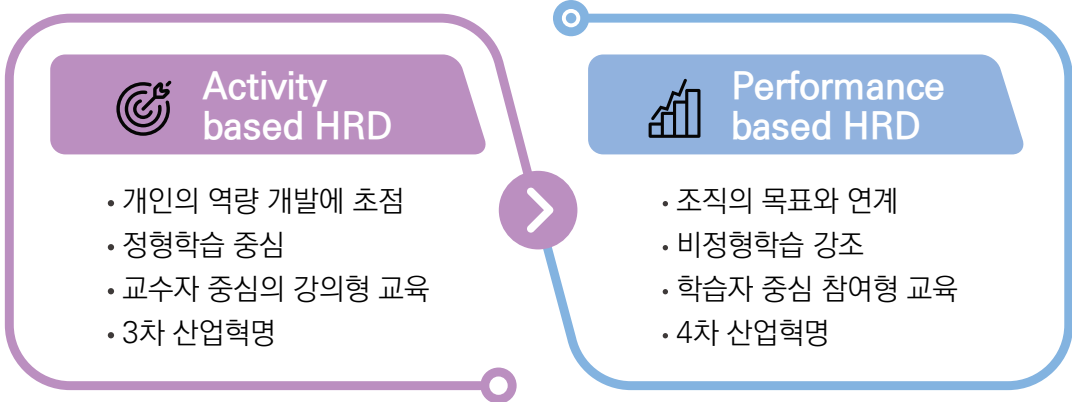 Activity
based HRD
• 개인의 역량 개발에 초점
• 정형학습 중심
• 교수자 중심의 강의형 교육
• 3차 산업혁명
Performance
based HRD
• 조직의 목표와 연계
• 비정형학습 강조
• 학습자 중심 참여형 교육
• 4차 산업혁명